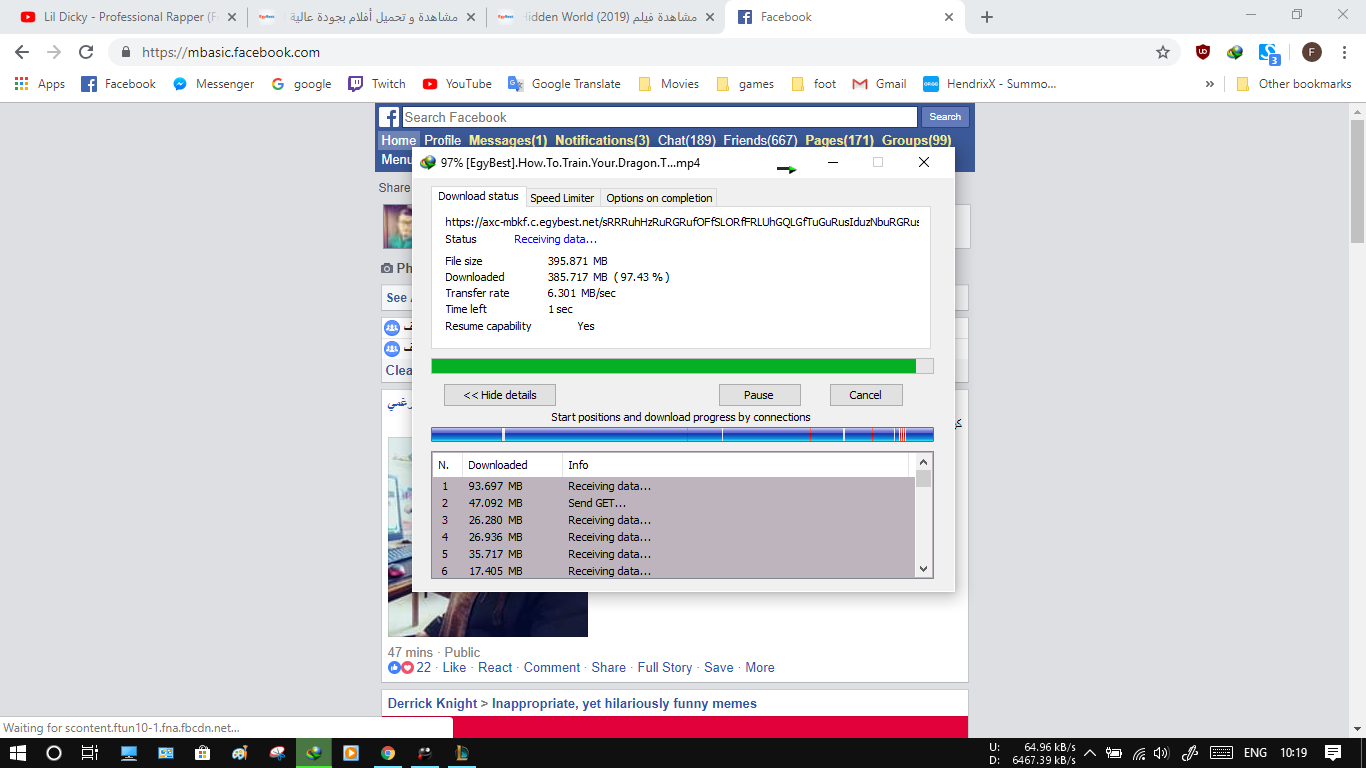 Lil Dicky - Professional Rapper (F
مشاهدة و تحميل أفلام بجودة عالية
مشاهدة فيلم Hidden World (2019)
Facebook
https://mbasic.facebook.com
Apps Facebook Messenger google Twitch YouTube Google Translate Movies games foot Gmail HendrixX - Summo... » Other bookmarks
Search Facebook
Search
Home Profile Messages(1) Notifications(3) Chat(189) Friends(667) Pages(171) Groups(99)
Menu
97% [EgyBest].How.To.Train.Your.Dragon.T...mp4
Share
Download status Speed Limiter Options on completion
https://axc-mbkf.c.egybest.net/sRRRuhHzRuRGRufOFfSLORfFRLUhGQLGfTuGuRusIduzNbuRGRus
Status Receiving data...
File size 395.871 MB
Downloaded 385.717 MB ( 97.43 % )
Transfer rate 6.301 MB/sec
Time left 1 sec
Resume capability Yes
Ph
See
Clea
<< Hide details Pause Cancel
Start positions and download progress by connections
N. Downloaded Info
1 93.697 MB Receiving data...
2 47.092 MB Send GET...
3 26.280 MB Receiving data...
4 26.936 MB Receiving data...
5 35.717 MB Receiving data...
6 17.405 MB Receiving data...
47 mins · Public
22 · Like · React · Comment · Share · Full Story · Save · More
Derrick Knight > Inappropriate, yet hilariously funny memes
Waiting for scontent.ftun10-1.fna.fbcdn.net...
U: 64.96 kB/s
D: 6467.39 kB/s
ENG 10:19